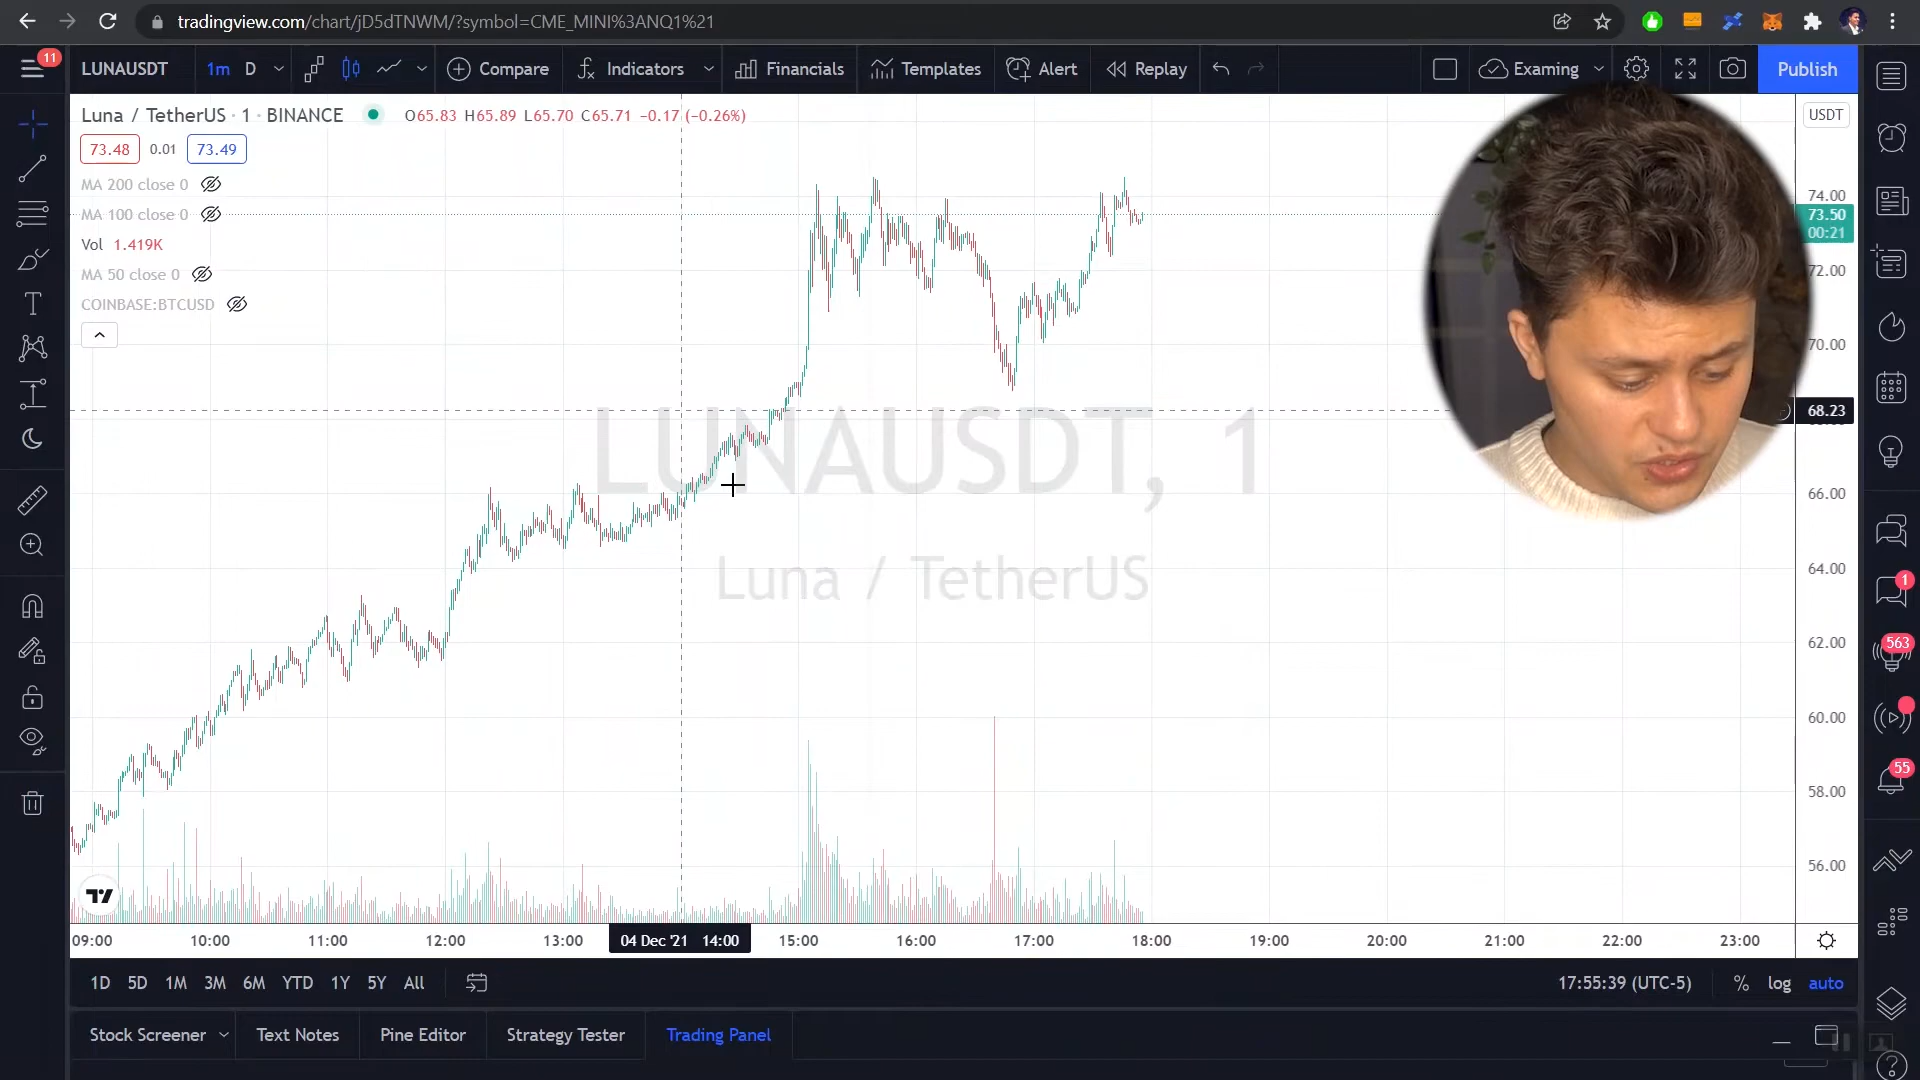 tradingview.com/chart/jD5dTNWM/?symbol=CME_MINI%3ANQ1%21
11
LUNAUSDT
1m
D
Compare
Indicators
Financials
Templates
Alert
Replay
Examing
Publish
Luna / TetherUS · 1 · BINANCE
O65.83 H65.89 L65.70 C65.71 −0.17 (−0.26%)
USDT
73.48
0.01
73.49
MA 200 close 0
MA 100 close 0
Vol 1.419K
MA 50 close 0
COINBASE:BTCUSD
LUNAUSDT, 1
Luna / TetherUS
74.00
73.50
00:21
72.00
70.00
68.23
66.00
64.00
62.00
60.00
58.00
56.00
1
563
55
09:00
10:00
11:00
12:00
13:00
04 Dec '21 14:00
15:00
16:00
17:00
18:00
19:00
20:00
21:00
22:00
23:00
1D
5D
1M
3M
6M
YTD
1Y
5Y
All
17:55:39 (UTC-5)
%
log
auto
Stock Screener
Text Notes
Pine Editor
Strategy Tester
Trading Panel